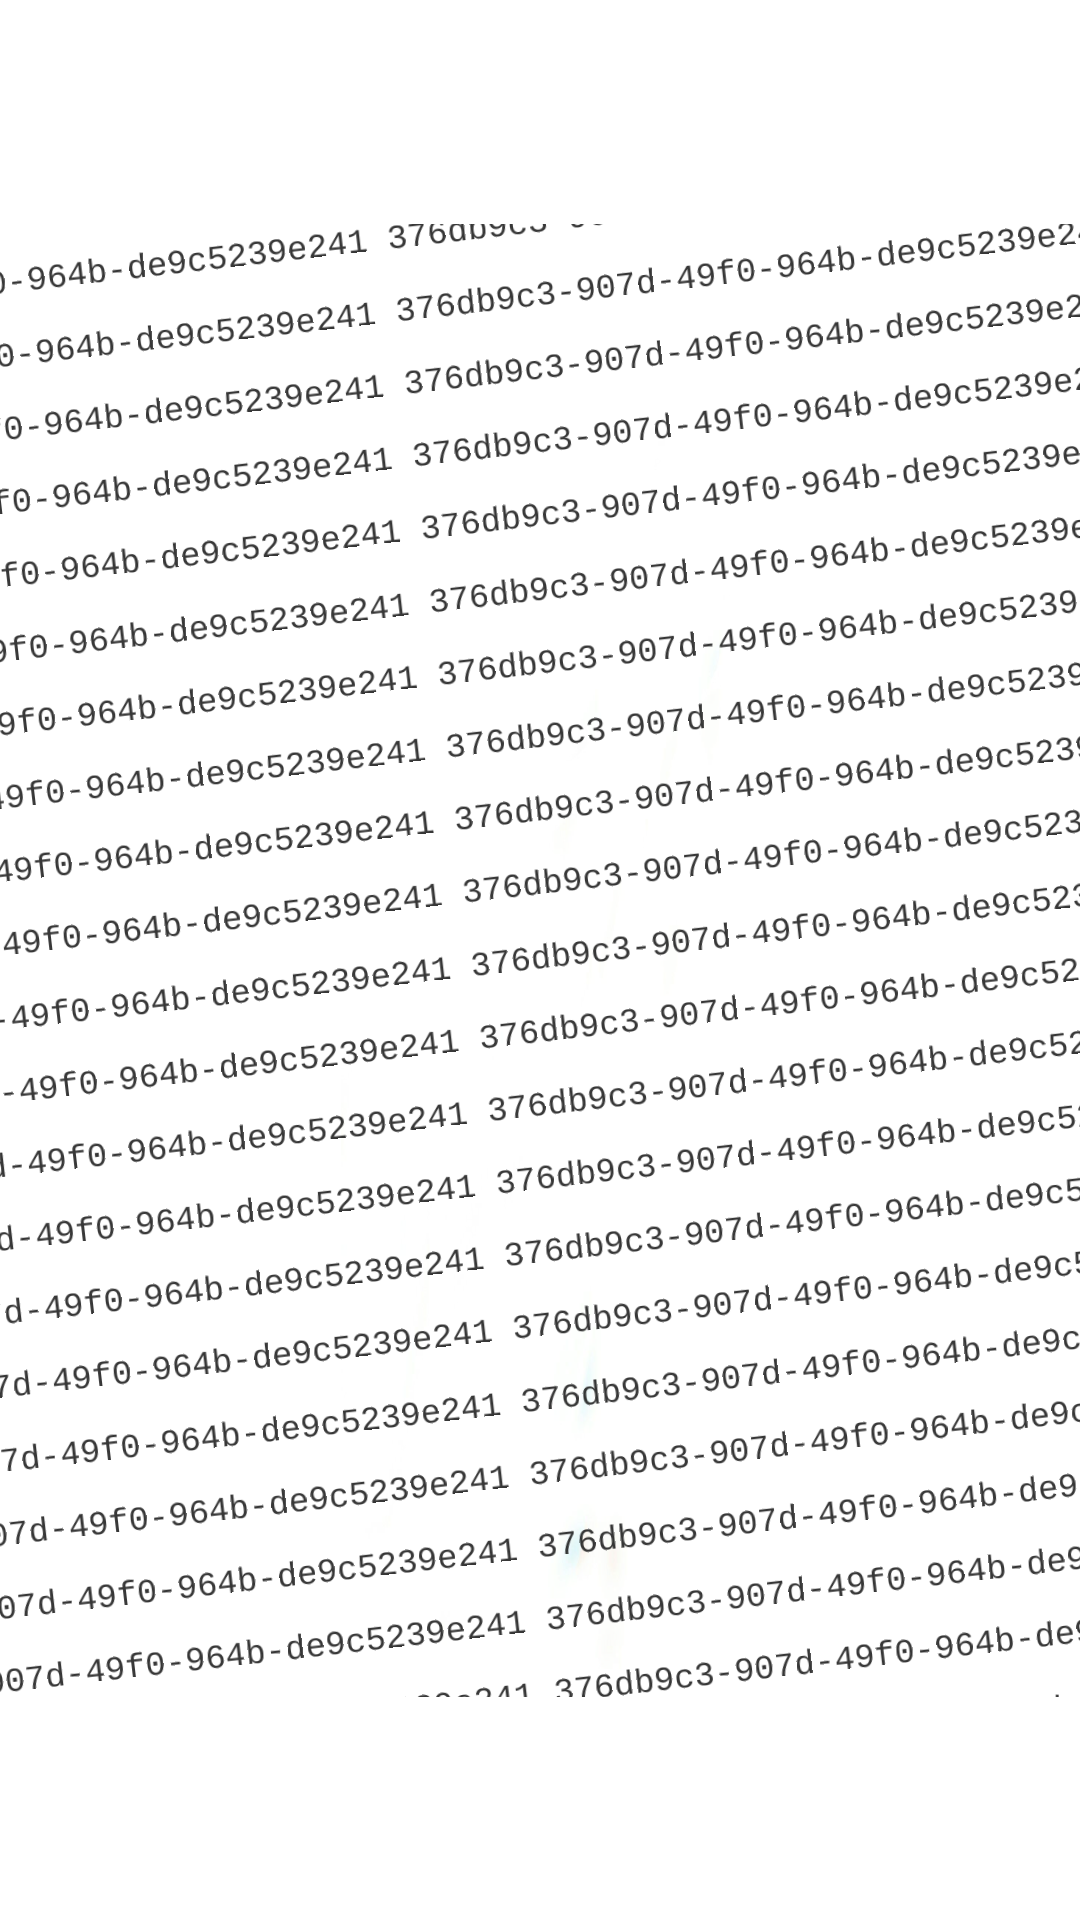 0-964b-de9c5239e241 376db9c3
0-964b-de9c5239e241 376db9c3-907d-49f0-964b-de9c5239e2
f0-964b-de9c5239e241 376db9c3-907d-49f0-964b-de9c5239e2
f0-964b-de9c5239e241 376db9c3-907d-49f0-964b-de9c5239e2
f0-964b-de9c5239e241 376db9c3-907d-49f0-964b-de9c5239e
9f0-964b-de9c5239e241 376db9c3-907d-49f0-964b-de9c5239e
9f0-964b-de9c5239e241 376db9c3-907d-49f0-964b-de9c5239
49f0-964b-de9c5239e241 376db9c3-907d-49f0-964b-de9c5239
49f0-964b-de9c5239e241 376db9c3-907d-49f0-964b-de9c5239
49f0-964b-de9c5239e241 376db9c3-907d-49f0-964b-de9c523
-49f0-964b-de9c5239e241 376db9c3-907d-49f0-964b-de9c523
-49f0-964b-de9c5239e241 376db9c3-907d-49f0-964b-de9c52
d-49f0-964b-de9c5239e241 376db9c3-907d-49f0-964b-de9c52
d-49f0-964b-de9c5239e241 376db9c3-907d-49f0-964b-de9c5
d-49f0-964b-de9c5239e241 376db9c3-907d-49f0-964b-de9c5
7d-49f0-964b-de9c5239e241 376db9c3-907d-49f0-964b-de9c5
7d-49f0-964b-de9c5239e241 376db9c3-907d-49f0-964b-de9c
07d-49f0-964b-de9c5239e241 376db9c3-907d-49f0-964b-de9c
07d-49f0-964b-de9c5239e241 376db9c3-907d-49f0-964b-de9
907d-49f0-964b-de9c5239e241 376db9c3-907d-49f0-964b-de9
241 376db9c3-907d-49f0-964b-de9